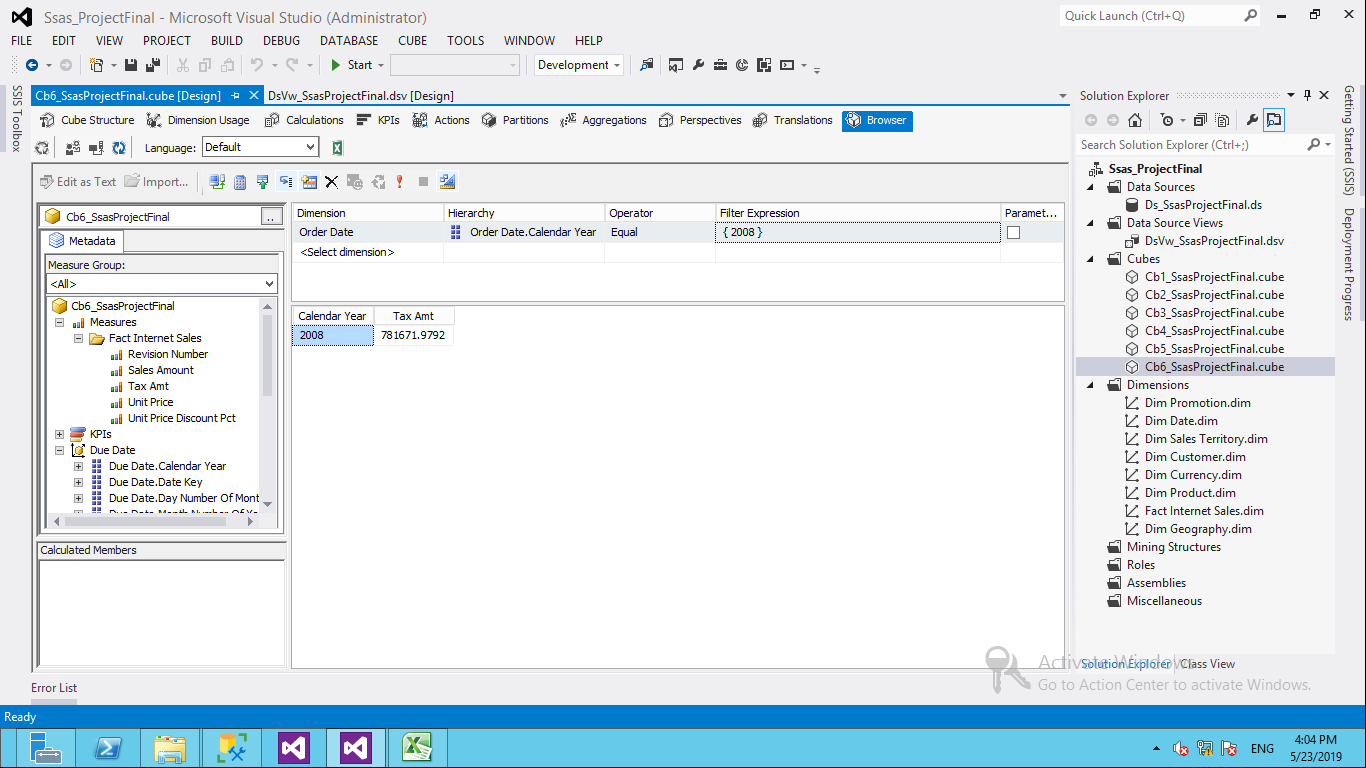 Ssas_ProjectFinal - Microsoft Visual Studio (Administrator)
Quick Launch (Ctrl+Q)
FILE EDIT VIEW PROJECT BUILD DEBUG DATABASE CUBE TOOLS WINDOW HELP
Start
Development
SSIS Toolbox
Cb6_SsasProjectFinal.cube [Design]
DsVw_SsasProjectFinal.dsv [Design]
Cube Structure Dimension Usage Calculations KPIs Actions Partitions Aggregations Perspectives Translations Browser
Language: Default
Edit as Text Import...
Cb6_SsasProjectFinal
..
Metadata
Measure Group:
<All>
Cb6_SsasProjectFinal
Measures
Fact Internet Sales
Revision Number
Sales Amount
Tax Amt
Unit Price
Unit Price Discount Pct
KPIs
Due Date
Due Date.Calendar Year
Due Date.Date Key
Due Date.Day Number Of Mont
Calculated Members
Dimension Hierarchy Operator Filter Expression Paramet...
Order Date Order Date.Calendar Year Equal { 2008 }
<Select dimension>
Calendar Year Tax Amt
2008 781671.9792
Solution Explorer
Search Solution Explorer (Ctrl+;)
Ssas_ProjectFinal
Data Sources
Ds_SsasProjectFinal.ds
Data Source Views
DsVw_SsasProjectFinal.dsv
Cubes
Cb1_SsasProjectFinal.cube
Cb2_SsasProjectFinal.cube
Cb3_SsasProjectFinal.cube
Cb4_SsasProjectFinal.cube
Cb5_SsasProjectFinal.cube
Cb6_SsasProjectFinal.cube
Dimensions
Dim Promotion.dim
Dim Date.dim
Dim Sales Territory.dim
Dim Customer.dim
Dim Currency.dim
Dim Product.dim
Fact Internet Sales.dim
Dim Geography.dim
Mining Structures
Roles
Assemblies
Miscellaneous
Solution Explorer Class View
Getting Started (SSIS)
Deployment Progress
Activate Windows
Go to Action Center to activate Windows.
Error List
Ready
ENG
4:04 PM
5/23/2019